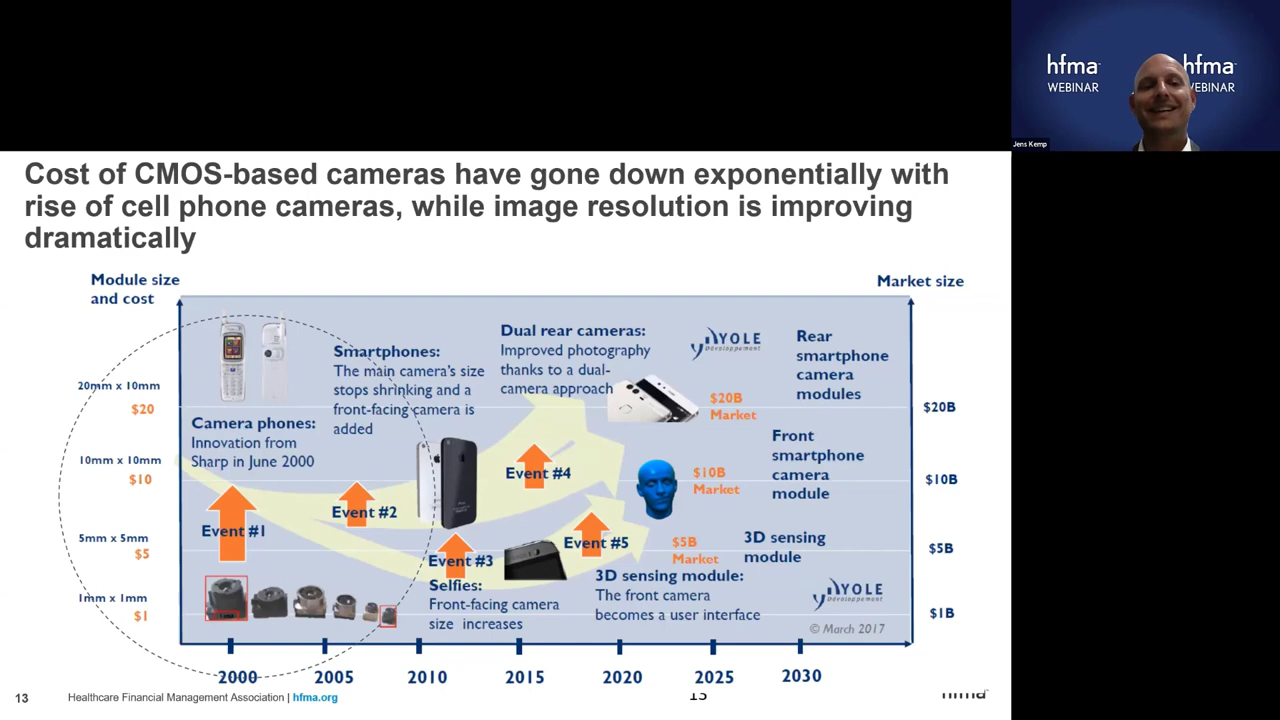 hfma
WEBINAR
hfma
WEBINAR
Jens Kemp
Cost of CMOS-based cameras have gone down exponentially with
rise of cell phone cameras, while image resolution is improving
dramatically
Module size
and cost
Market size
20mm x 10mm
$20
10mm x 10mm
$10
5mm x 5mm
$5
1mm x 1mm
$1
Camera phones:
Innovation from
Sharp in June 2000
Smartphones:
The main camera's size
stops shrinking and a
front-facing camera is
added
Dual rear cameras:
Improved photography
thanks to a dual-
camera approach
YOLE
Développement
Rear
smartphone
camera
modules
$20B
Market
Front
smartphone
camera
module
$10B
Market
3D sensing
module
$5B
Market
Event #1
Event #2
Event #3
Event #4
Event #5
Selfies:
Front-facing camera
size increases
3D sensing module:
The front camera
becomes a user interface
YOLE
Développement
© March 2017
$20B
$10B
$5B
$1B
2000 2005 2010 2015 2020 2025 2030
13 Healthcare Financial Management Association | hfma.org
13
hfma